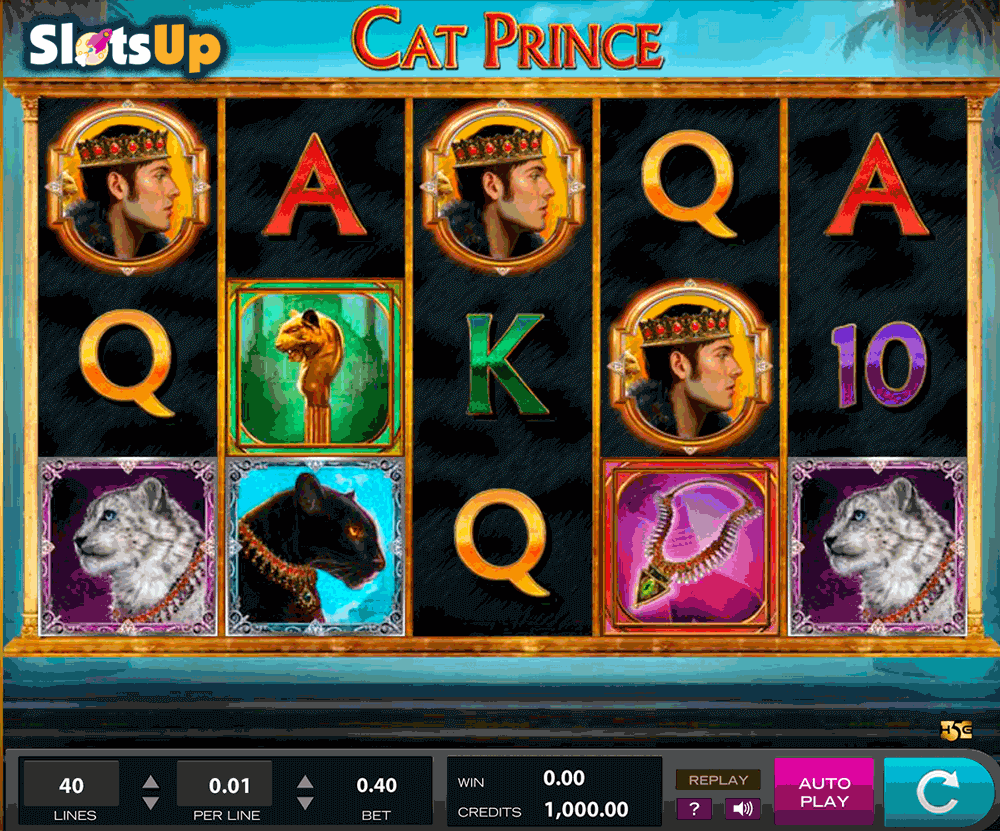 SlotsUp
CAT PRINCE
A Q A
Q K 10
Q
40 0.01 0.40
LINES PER LINE BET
WIN 0.00
CREDITS 1,000.00
REPLAY
?
AUTO
PLAY
H5G